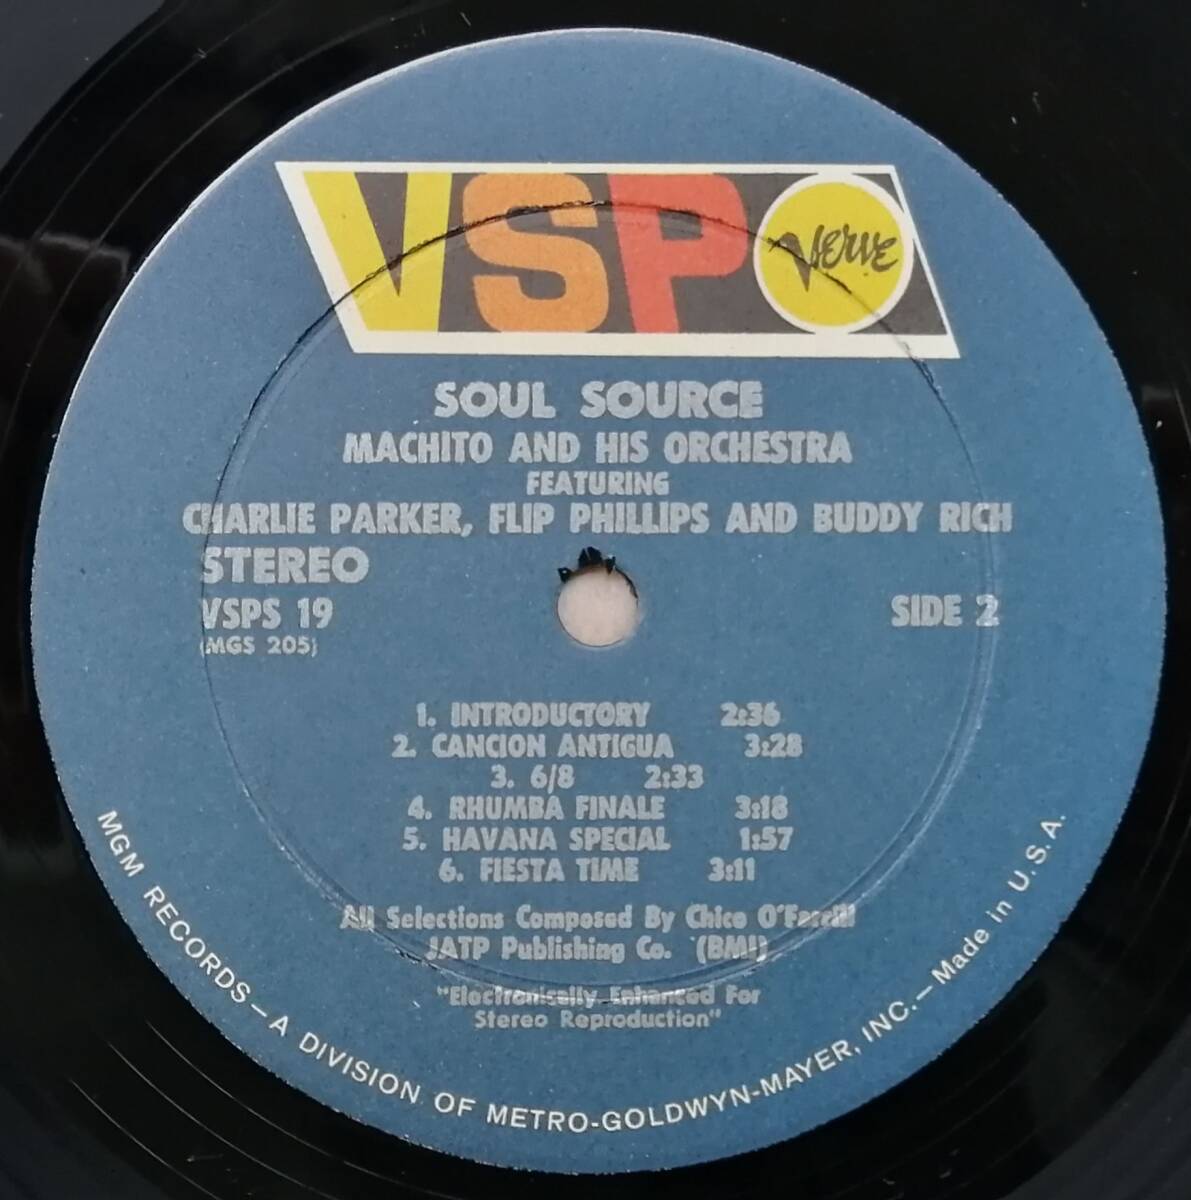 VSP Verve
SOUL SOURCE
MACHITO AND HIS ORCHESTRA
FEATURING
CHARLIE PARKER, FLIP PHILLIPS AND BUDDY RICH
STEREO
VSPS 19 SIDE 2
(MGS 205)
1. INTRODUCTORY 2:36
2. CANCION ANTIGUA 3:28
3. 6/8 2:33
4. RHUMBA FINALE 3:18
5. HAVANA SPECIAL 1:57
6. FIESTA TIME 3:11
All Selections Composed By Chico O'Farrill
JATP Publishing Co. (BMI)
"Electronically Enhanced For
Stereo Reproduction"
MGM RECORDS—A DIVISION OF METRO-GOLDWYN-MAYER, INC.—Made in U.S.A.